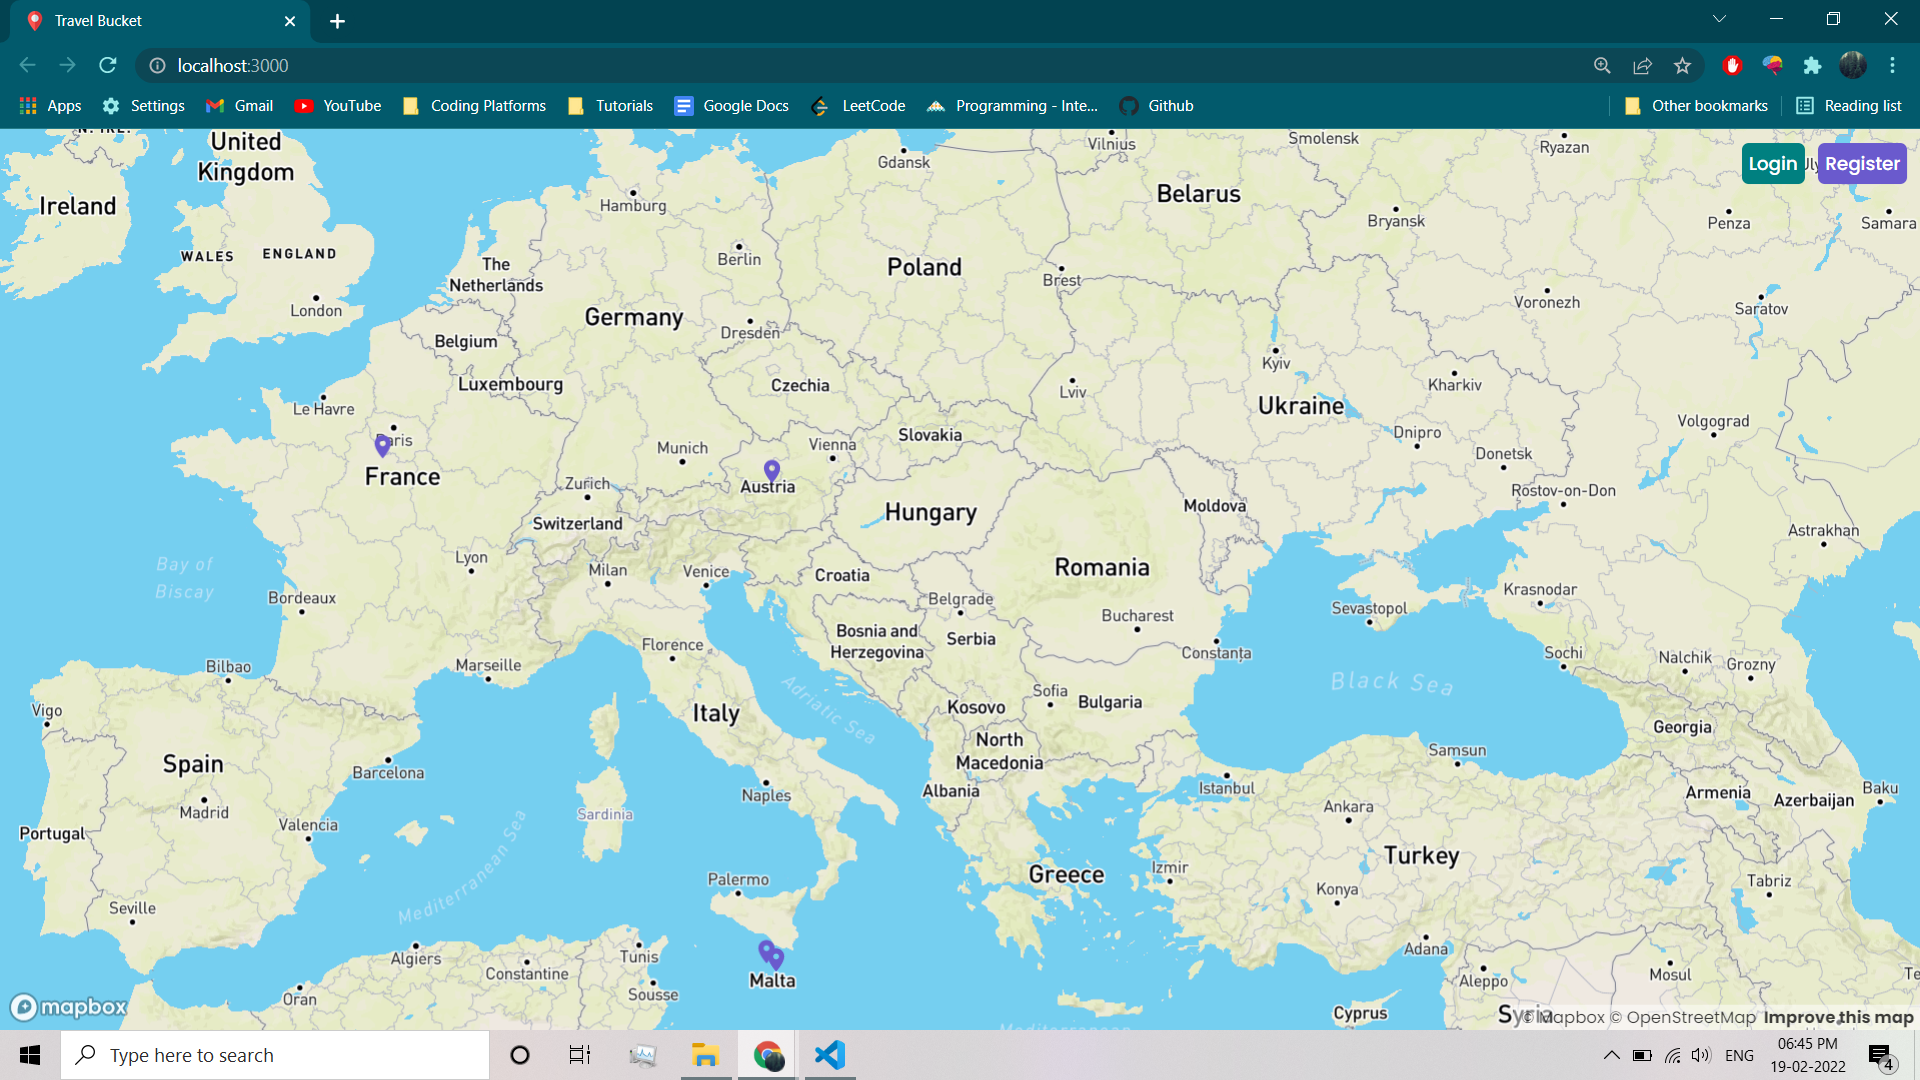 Travel Bucket
localhost:3000
Apps Settings Gmail YouTube Coding Platforms Tutorials Google Docs LeetCode Programming - Inte... Github Other bookmarks Reading list
Login Register
N. IRE.
United
Kingdom
Ireland
WALES ENGLAND
London
The
Netherlands
Belgium
Luxembourg
Hamburg
Berlin
Germany
Dresden
Gdansk
Poland
Vilnius
Smolensk
Belarus
Brest
Bryansk
Ryazan
Penza
Samara
Voronezh
Saratov
Le Havre
Paris
France
Munich
Zurich
Switzerland
Czechia
Vienna
Austria
Slovakia
Hungary
Lviv
Kyiv
Ukraine
Kharkiv
Dnipro
Donetsk
Volgograd
Rostov-on-Don
Astrakhan
Moldova
Romania
Bucharest
Constanța
Bay of
Biscay
Bordeaux
Lyon
Milan
Venice
Croatia
Belgrade
Bosnia and
Herzegovina
Serbia
Florence
Marseille
Bilbao
Vigo
Spain
Madrid
Barcelona
Valencia
Portugal
Seville
Italy
Adriatic Sea
Naples
Sardinia
Mediterranean Sea
Palermo
Malta
Kosovo
Sofia
Bulgaria
North
Macedonia
Albania
Greece
Sevastopol
Krasnodar
Black Sea
Sochi
Nalchik
Grozny
Georgia
Armenia
Azerbaijan
Baku
Samsun
Istanbul
Ankara
Turkey
Izmir
Konya
Adana
Tabriz
Mosul
Aleppo
Syria
Cyprus
Algiers
Constantine
Tunis
Sousse
Oran
Mediterranean
mapbox
© Mapbox © OpenStreetMap Improve this map
Type here to search
ENG
06:45 PM
19-02-2022
4